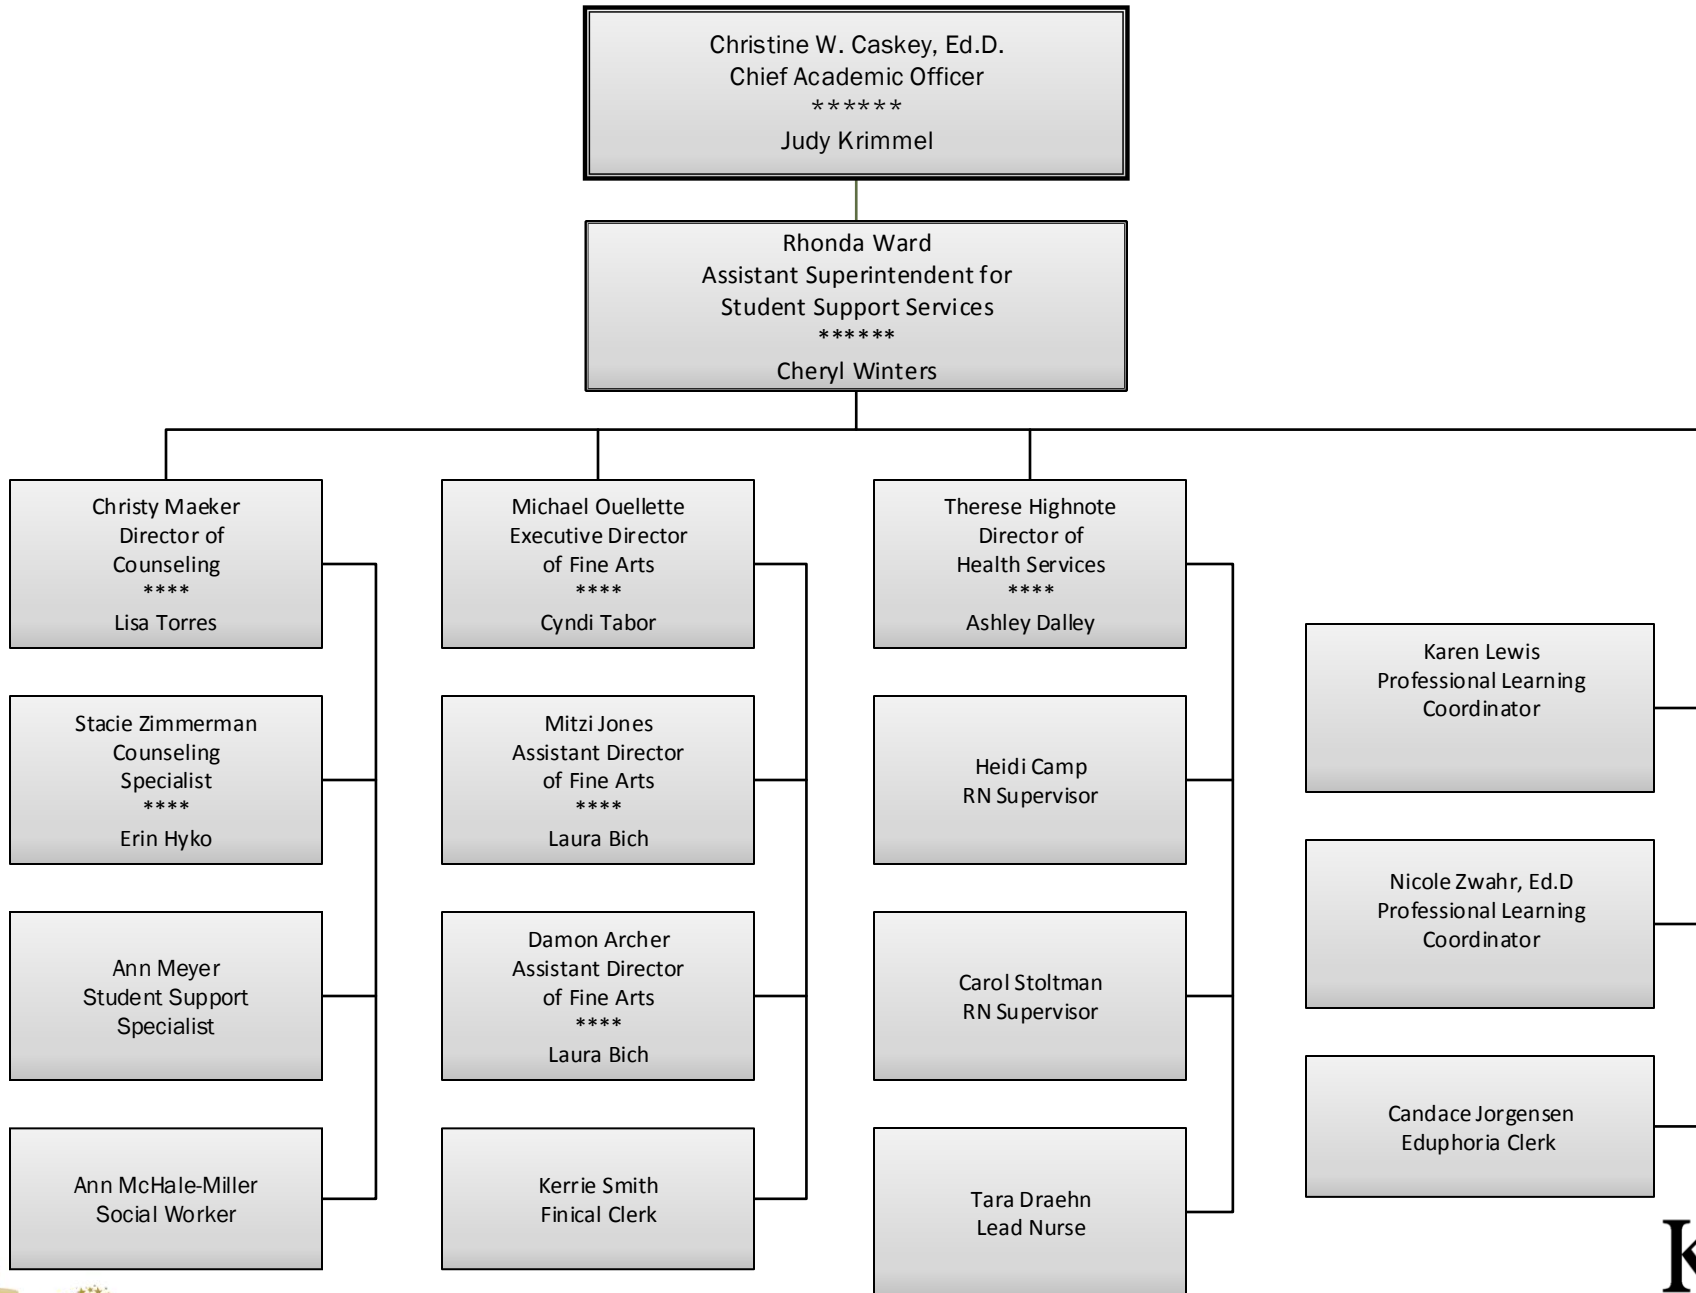 Christine W. Caskey, Ed.D.
Chief Academic Officer
******
Judy Krimmel
Rhonda Ward
Assistant Superintendent for
Student Support Services
******
Cheryl Winters
Christy Maeker
Director of
Counseling
****
Lisa Torres
Stacie Zimmerman
Counseling
Specialist
****
Erin Hyko
Ann Meyer
Student Support
Specialist
Ann McHale-Miller
Social Worker
Michael Ouellette
Executive Director
of Fine Arts
****
Cyndi Tabor
Mitzi Jones
Assistant Director
of Fine Arts
****
Laura Bich
Damon Archer
Assistant Director
of Fine Arts
****
Laura Bich
Kerrie Smith
Finical Clerk
Therese Highnote
Director of
Health Services
****
Ashley Dalley
Heidi Camp
RN Supervisor
Carol Stoltman
RN Supervisor
Tara Draehn
Lead Nurse
Karen Lewis
Professional Learning
Coordinator
Nicole Zwahr, Ed.D
Professional Learning
Coordinator
Candace Jorgensen
Eduphoria Clerk
K